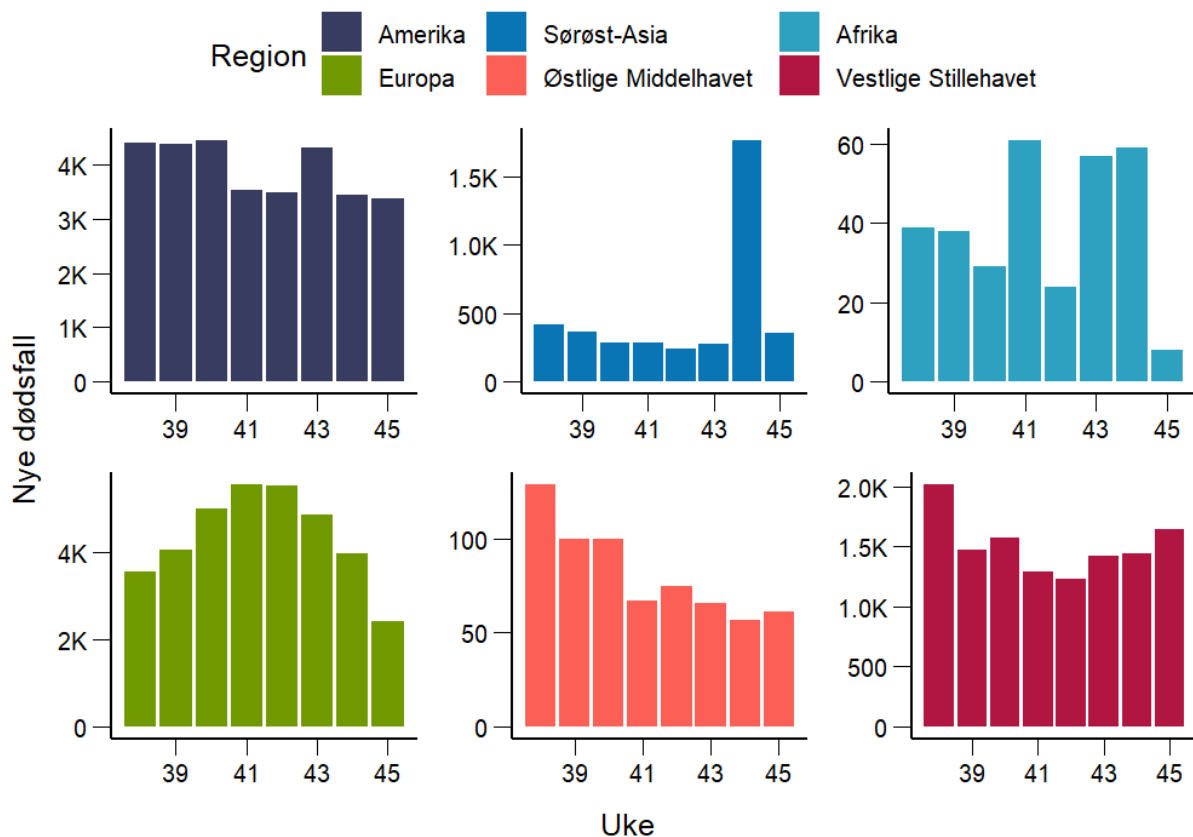 Region
Amerika Sørøst-Asia Afrika
Europa Østlige Middelhavet Vestlige Stillehavet
Nye dødsfall
4K
3K
2K
1K
0
39 41 43 45
1.5K
1.0K
500
0
39 41 43 45
60
40
20
0
39 41 43 45
4K
2K
0
39 41 43 45
100
50
0
39 41 43 45
2.0K
1.5K
1.0K
500
0
39 41 43 45
Uke